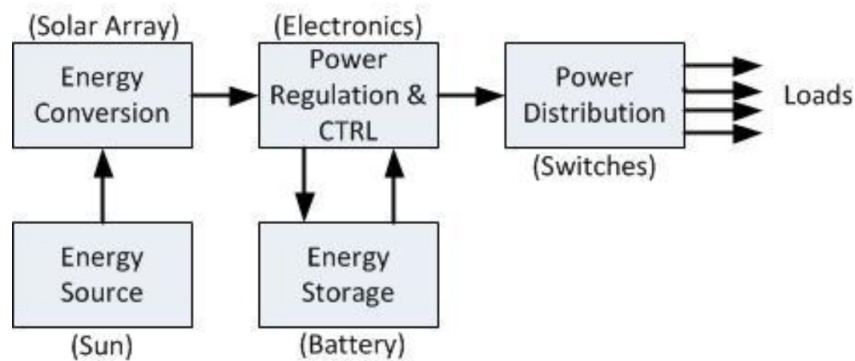 (Solar Array)
Energy
Conversion
(Electronics)
Power
Regulation &
CTRL
Power
Distribution
(Switches)
Loads
Energy
Source
(Sun)
Energy
Storage
(Battery)